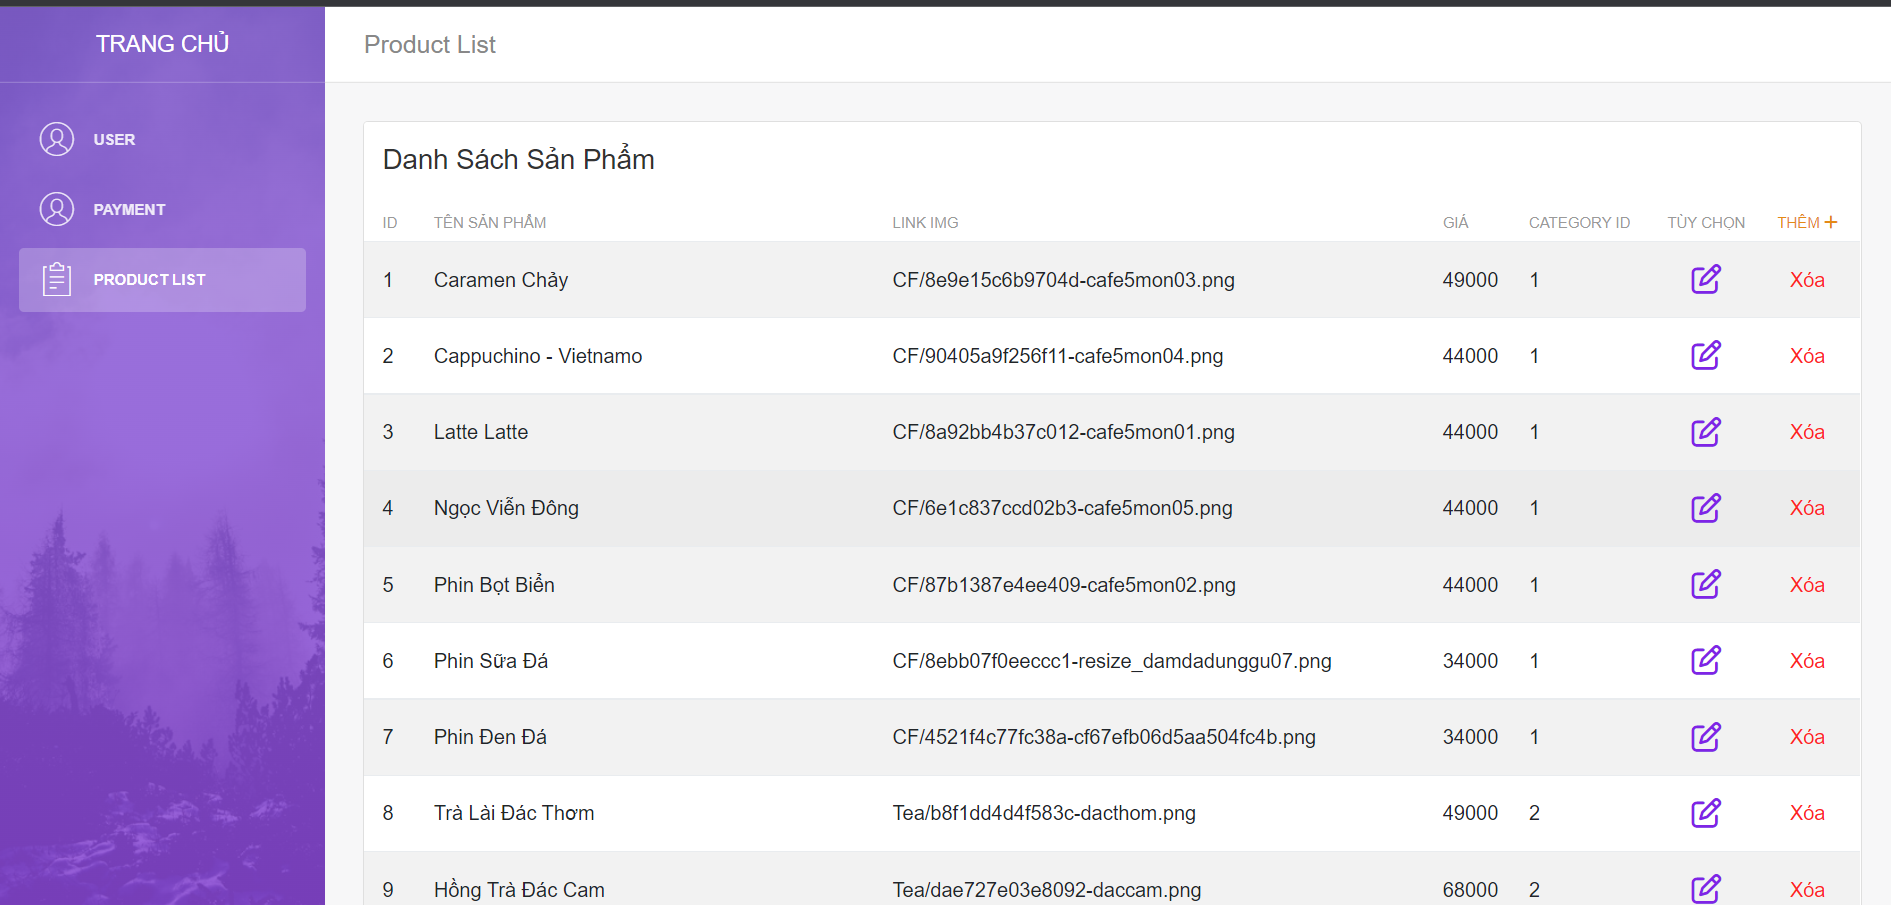 TRANG CHỦ
Product List
USER
PAYMENT
PRODUCT LIST
Danh Sách Sản Phẩm
ID TÊN SẢN PHẨM LINK IMG GIÁ CATEGORY ID TÙY CHỌN THÊM +
1 Caramen Chảy CF/8e9e15c6b9704d-cafe5mon03.png 49000 1 Xóa
2 Cappuchino - Vietnamo CF/90405a9f256f11-cafe5mon04.png 44000 1 Xóa
3 Latte Latte CF/8a92bb4b37c012-cafe5mon01.png 44000 1 Xóa
4 Ngọc Viễn Đông CF/6e1c837ccd02b3-cafe5mon05.png 44000 1 Xóa
5 Phin Bọt Biển CF/87b1387e4ee409-cafe5mon02.png 44000 1 Xóa
6 Phin Sữa Đá CF/8ebb07f0eeccc1-resize_damdadunggu07.png 34000 1 Xóa
7 Phin Đen Đá CF/4521f4c77fc38a-cf67efb06d5aa504fc4b.png 34000 1 Xóa
8 Trà Lài Đác Thơm Tea/b8f1dd4d4f583c-dacthom.png 49000 2 Xóa
9 Hồng Trà Đác Cam Tea/dae727e03e8092-daccam.png 68000 2 Xóa